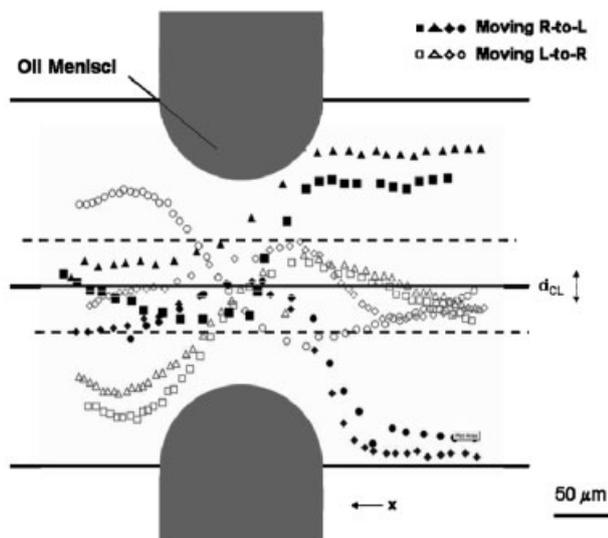 ■▲◆● Moving R-to-L
□△◇○ Moving L-to-R
Oil Menisci
dCL
x
50 μm